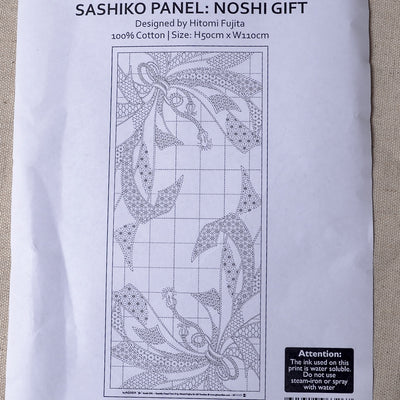 SASHIKO PANEL: NOSHI GIFT
Designed by Hitomi Fujita
100% Cotton | Size: H50cm x W110cm
Attention:
The ink used on this
print is water soluble.
Do not use
steam-iron or spray
with water